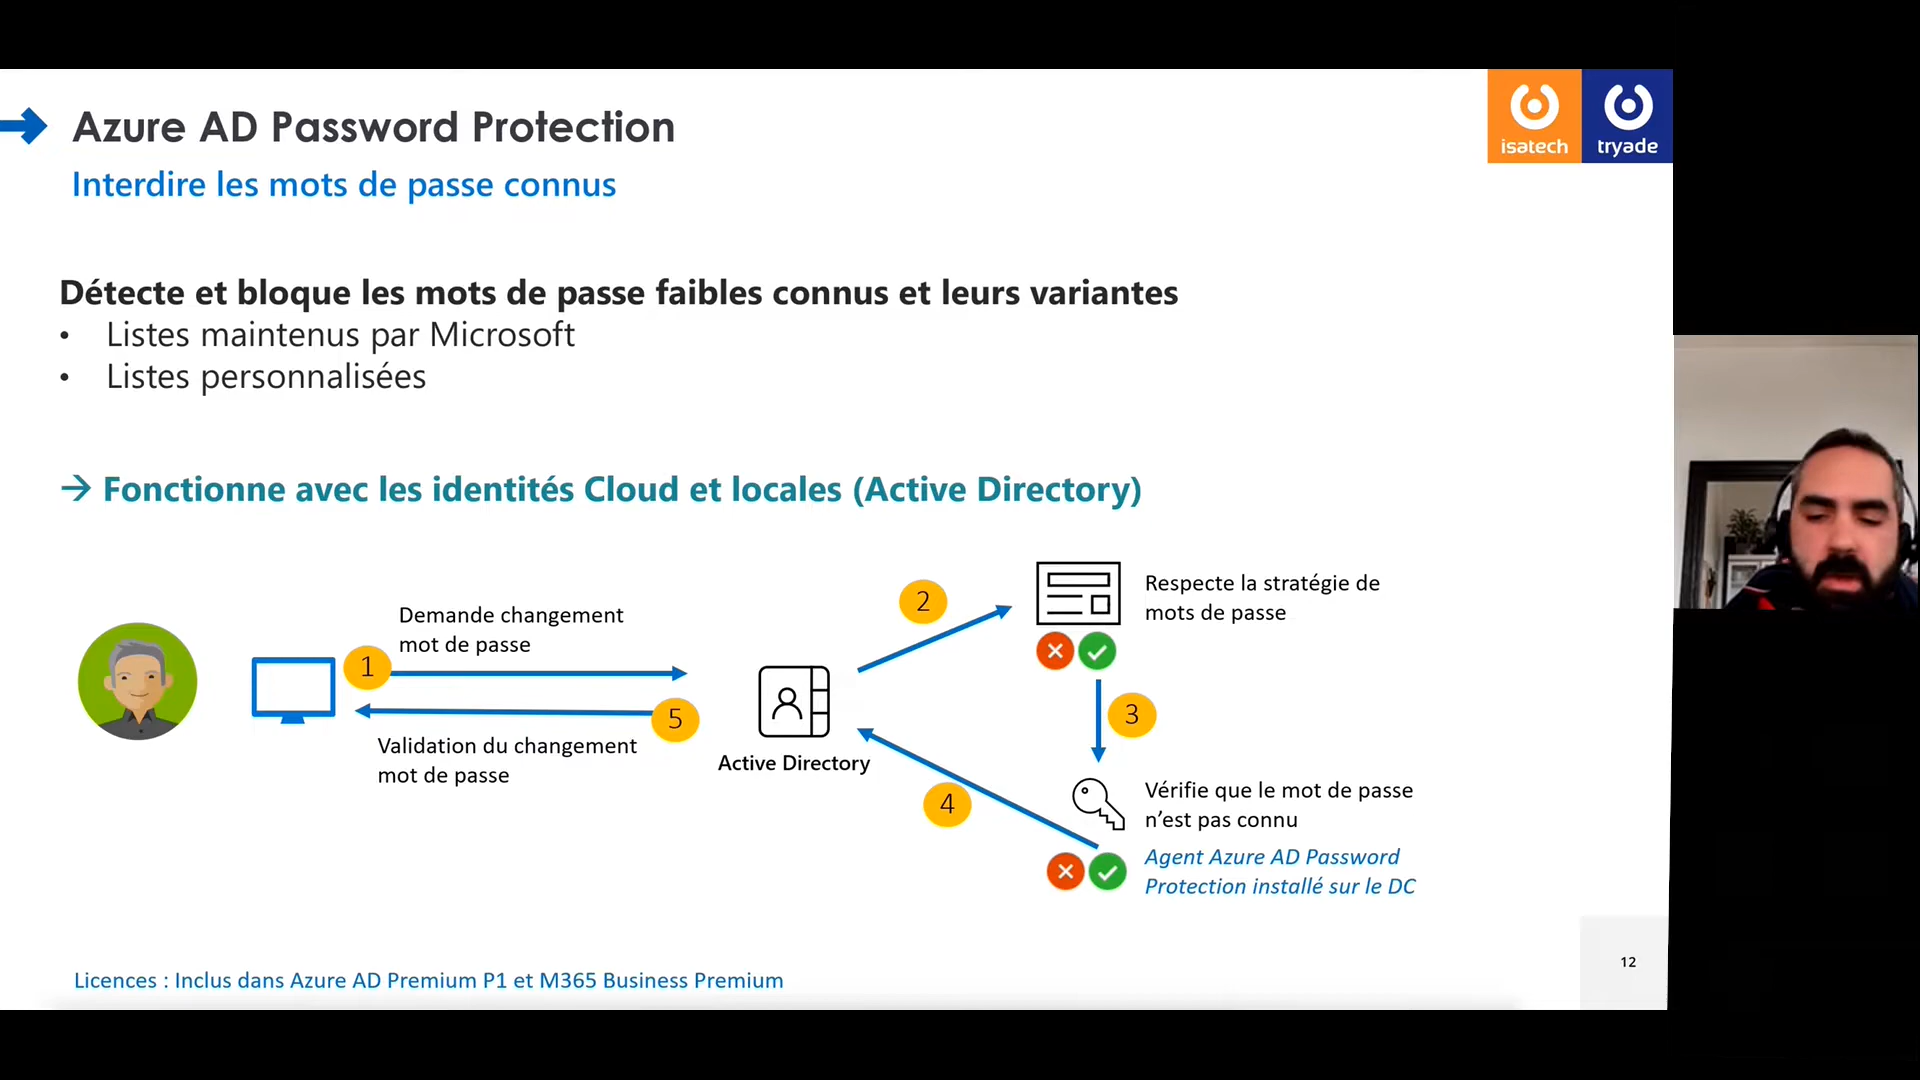 Azure AD Password Protection
Interdire les mots de passe connus
isatech
tryade
Détecte et bloque les mots de passe faibles connus et leurs variantes
• Listes maintenus par Microsoft
• Listes personnalisées
→ Fonctionne avec les identités Cloud et locales (Active Directory)
Demande changement
mot de passe
1
5
Validation du changement
mot de passe
Active Directory
2
Respecte la stratégie de
mots de passe
3
4
Vérifie que le mot de passe
n'est pas connu
Agent Azure AD Password
Protection installé sur le DC
Licences : Inclus dans Azure AD Premium P1 et M365 Business Premium
12